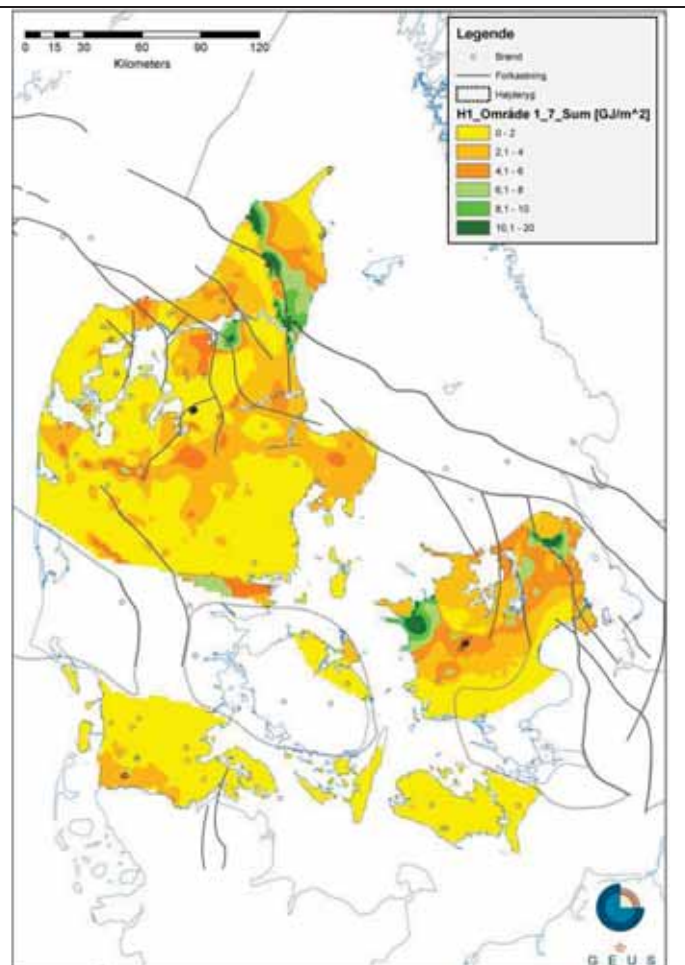 0 15 30 60 90 120
Kilometers
Legende
Brønd
Forkastning
Højderyg
H1_Område 1_7_Sum [GJ/m^2]
0 - 2
2,1 - 4
4,1 - 6
6,1 - 8
8,1 - 10
10,1 - 20
G E U S